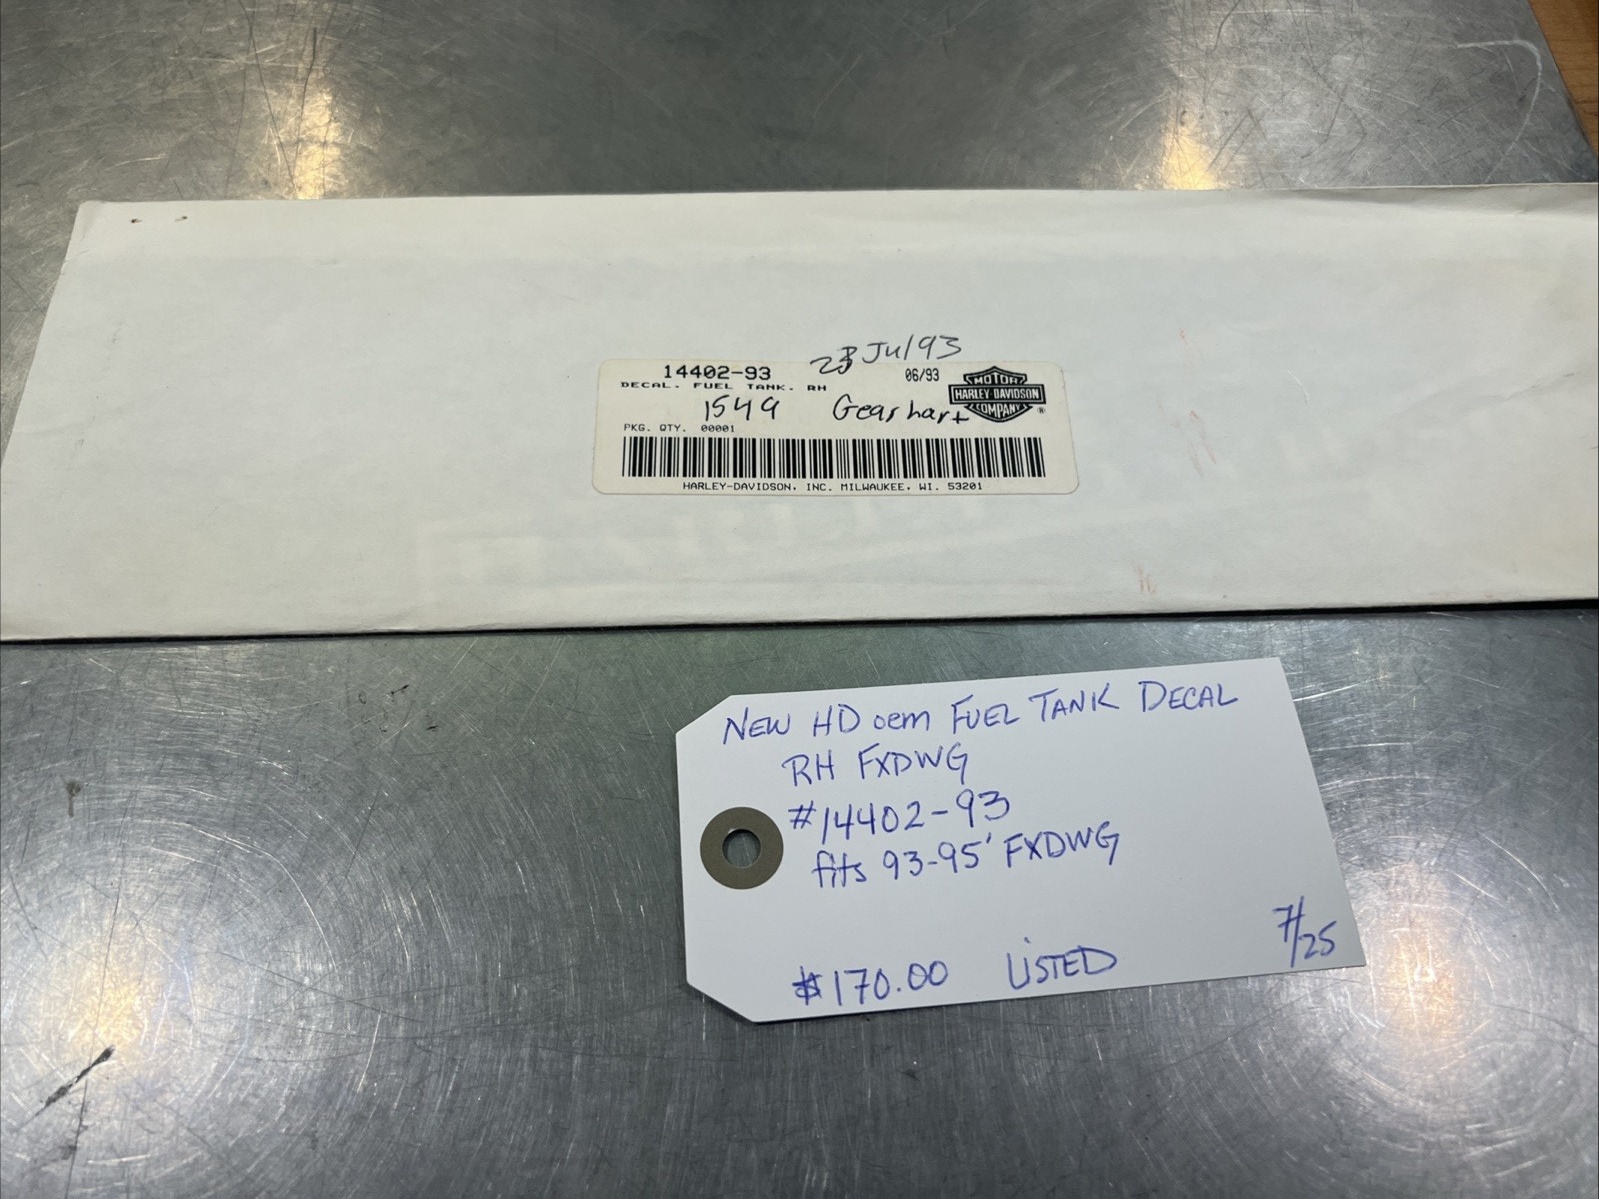 23 Jul 93
14402-93
06/93
DECAL. FUEL TANK. RH
MOTOR
HARLEY-DAVIDSON
COMPANY
®
1549 Gearhart
PKG. QTY. 00001
HARLEY-DAVIDSON, INC. MILWAUKEE, WI. 53201
NEW HD oem FUEL TANK DECAL
RH FXDWG
#14402-93
fits 93-95' FXDWG
$170.00 LISTED
7/25